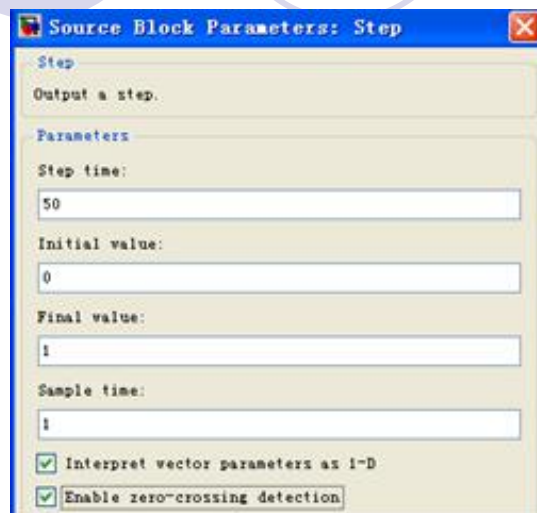 Source Block Parameters: Step
Step
Output a step.
Parameters
Step time:
50
Initial value:
0
Final value:
1
Sample time:
1
Interpret vector parameters as 1-D
Enable zero-crossing detection